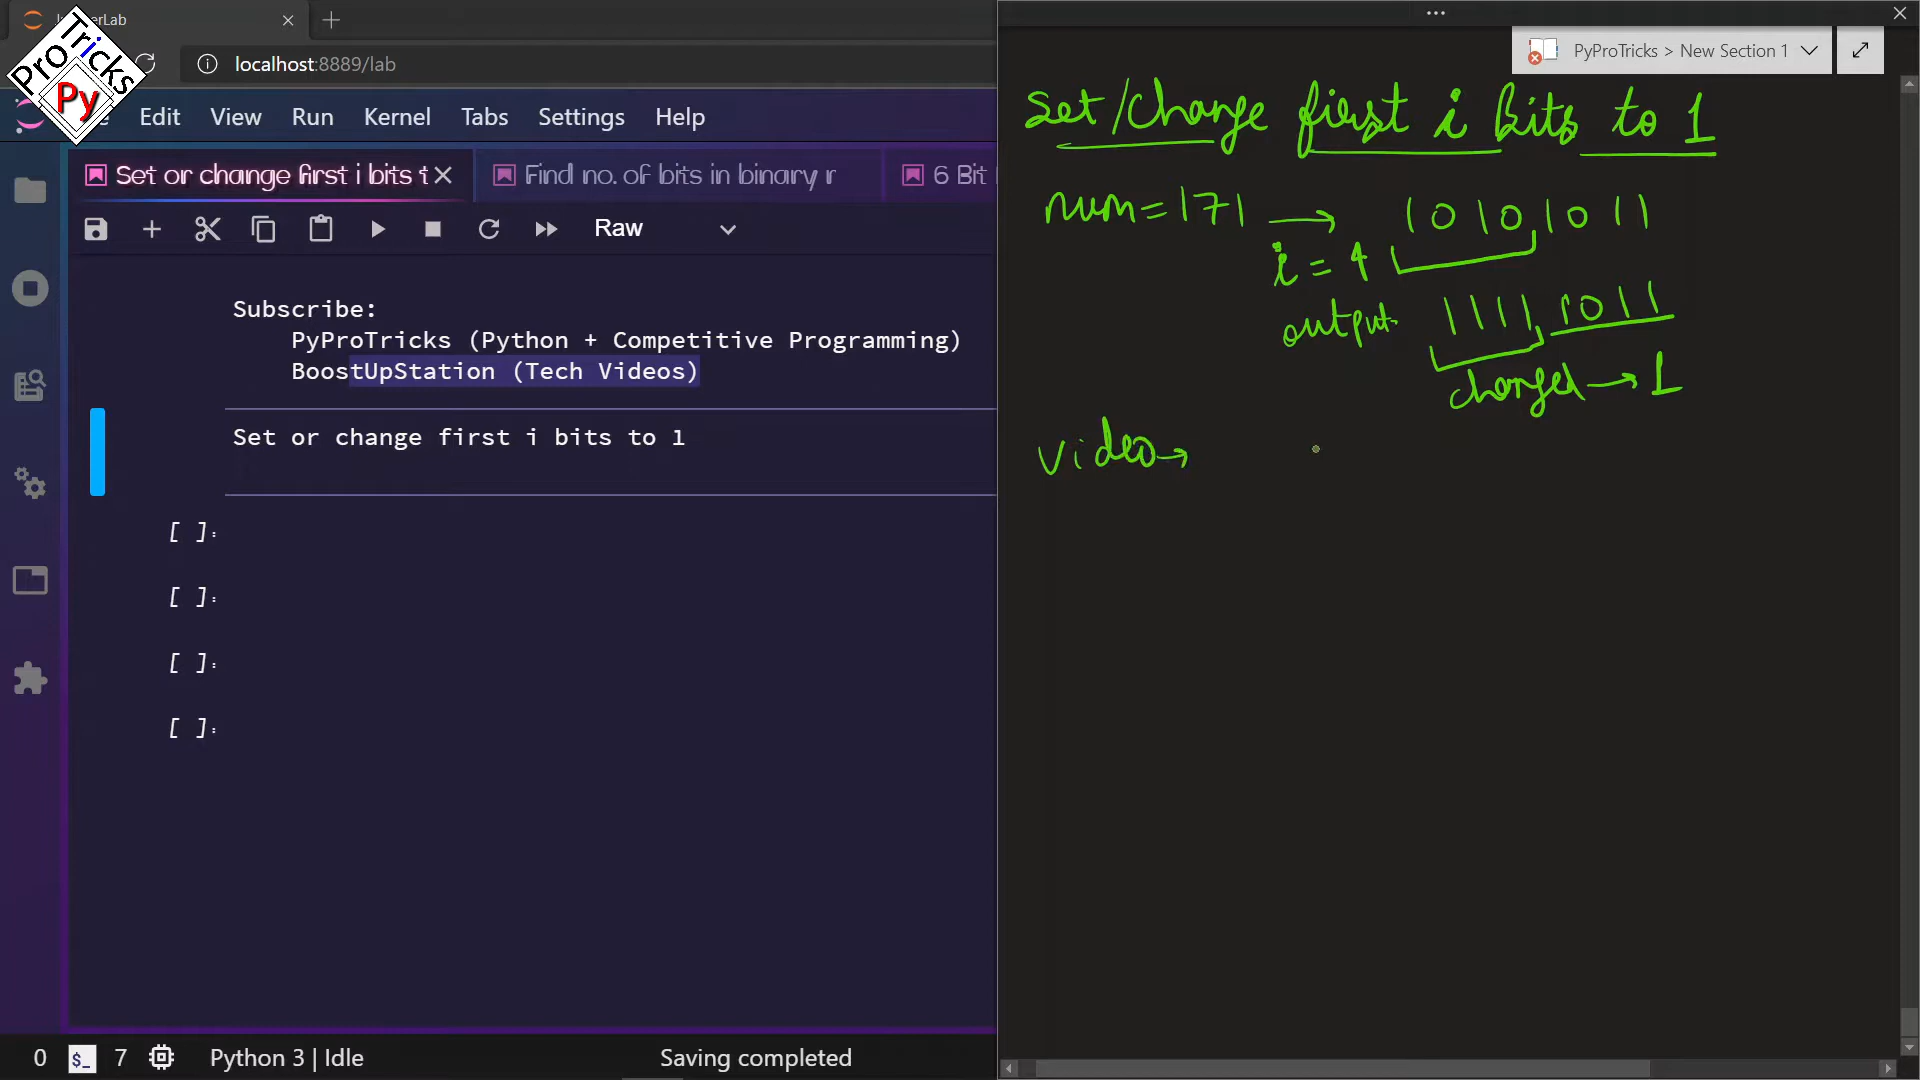 localhost:8889/lab
ProTricks
Py
Edit View Run Kernel Tabs Settings Help
Set or change first i bits t
Find no. of bits in binary r
6 Bit
Raw
Subscribe:
PyProTricks (Python + Competitive Programming)
BoostUpStation (Tech Videos)
Set or change first i bits to 1
[ ]:
[ ]:
[ ]:
[ ]:
0 $_ 7 Python 3 | Idle Saving completed
PyProTricks > New Section 1
Set/Change first i bits to 1
num=171 → 10101011
i = 4
output 1111 1011
changed → 1
video →